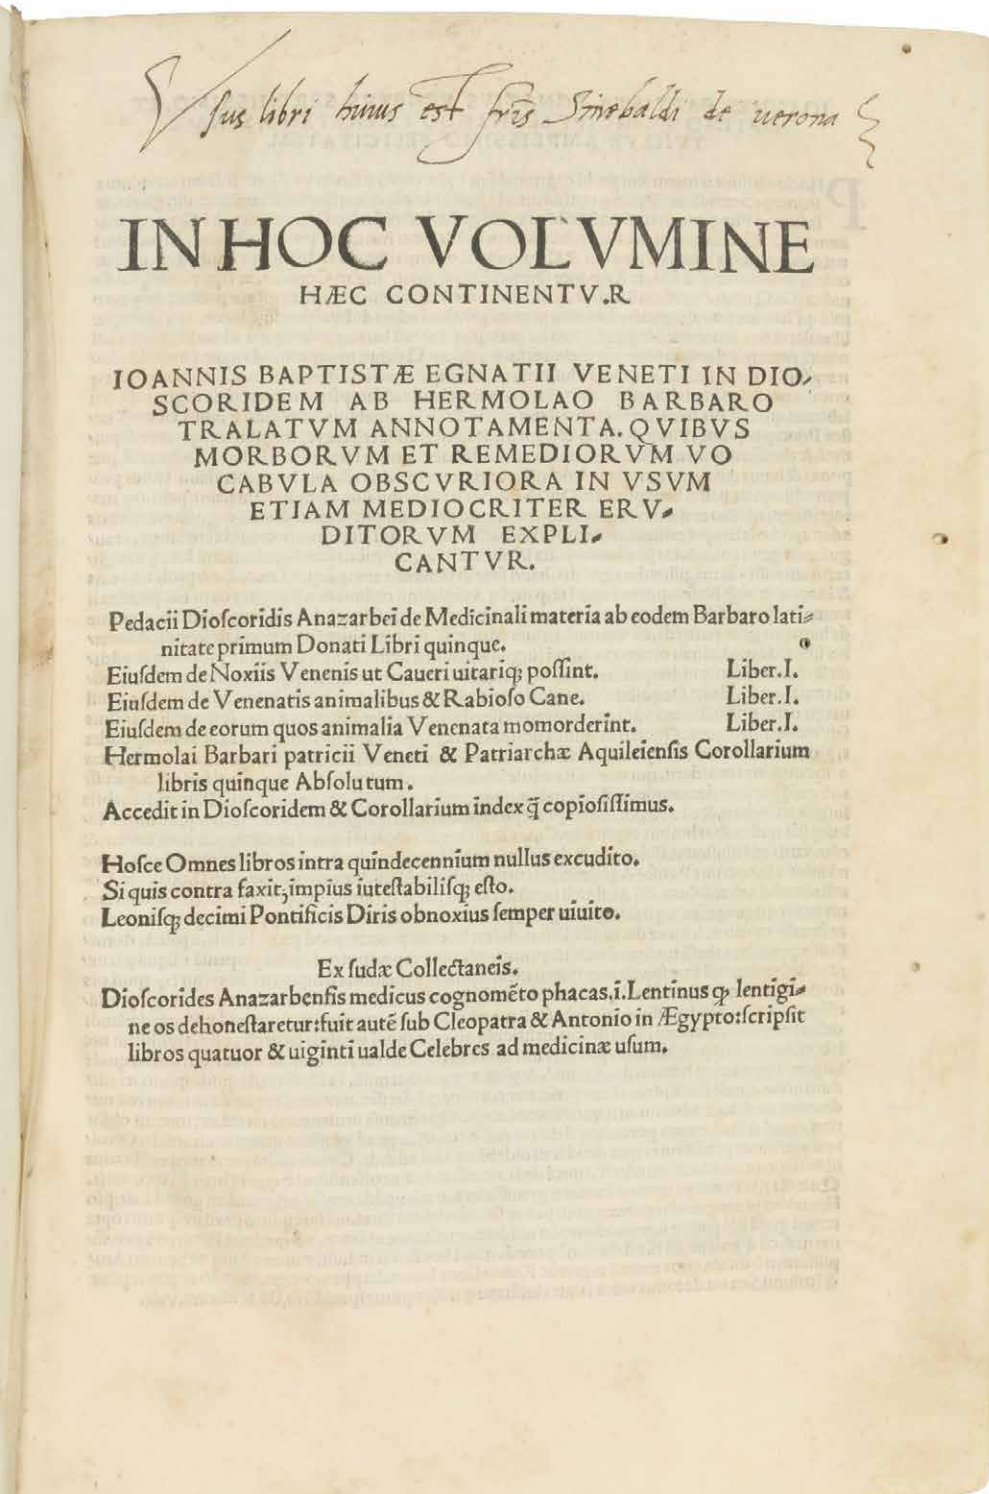 Vsus libri huius est fr̄is Sinebaldi de verona
IN HOC VOLVMINE
HÆC CONTINENTV.R
IOANNIS BAPTISTÆ EGNATII VENETI IN DIO,
SCORIDEM AB HERMOLAO BARBARO
TRALATVM ANNOTAMENTA. QVIBVS
MORBORVM ET REMEDIORVM VO
CABVLA OBSCVRIORA IN VSVM
ETIAM MEDIOCRITER ERV⸗
DITORVM EXPLI⸗
CANTVR.
Pedacii Dioſcoridis Anazarbei de Medicinali materia ab eodem Barbaro lati⸗
nitate primum Donati Libri quinque.
Eiuſdem de Noxiis Venenis ut Caueri uitariq; poſſint. Liber.I.
Eiuſdem de Venenatis animalibus & Rabioſo Cane. Liber.I.
Eiuſdem de eorum quos animalia Venenata momorderint. Liber.I.
Hermolai Barbari patricii Veneti & Patriarchæ Aquileienſis Corollarium
libris quinque Abſolutum.
Accedit in Dioſcoridem & Corollarium index q̄ copioſiſſimus.
Hoſce Omnes libros intra quindecennium nullus excudito.
Si quis contra faxit, impius iuteſtabiliſq; eſto.
Leoniſq; decimi Pontificis Diris obnoxius ſemper uiuito.
Ex ſudæ Collectaneis.
Dioſcorides Anazarbenſis medicus cognomēto phacas.i. Lentinus ꝙ lentigi⸗
ne os dehoneſtaretur: fuit autē ſub Cleopatra & Antonio in Ægypto: ſcripſit
libros quatuor & uiginti ualde Celebres ad medicinæ uſum.